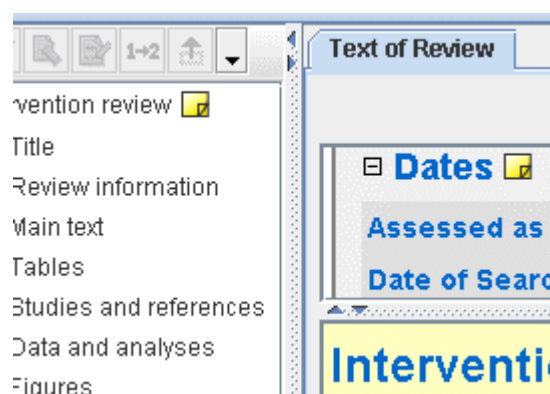 1→2
rvention review
Title
Review information
Main text
Tables
Studies and references
Data and analyses
Figures
Text of Review
Dates
Assessed as
Date of Searc
Interventi